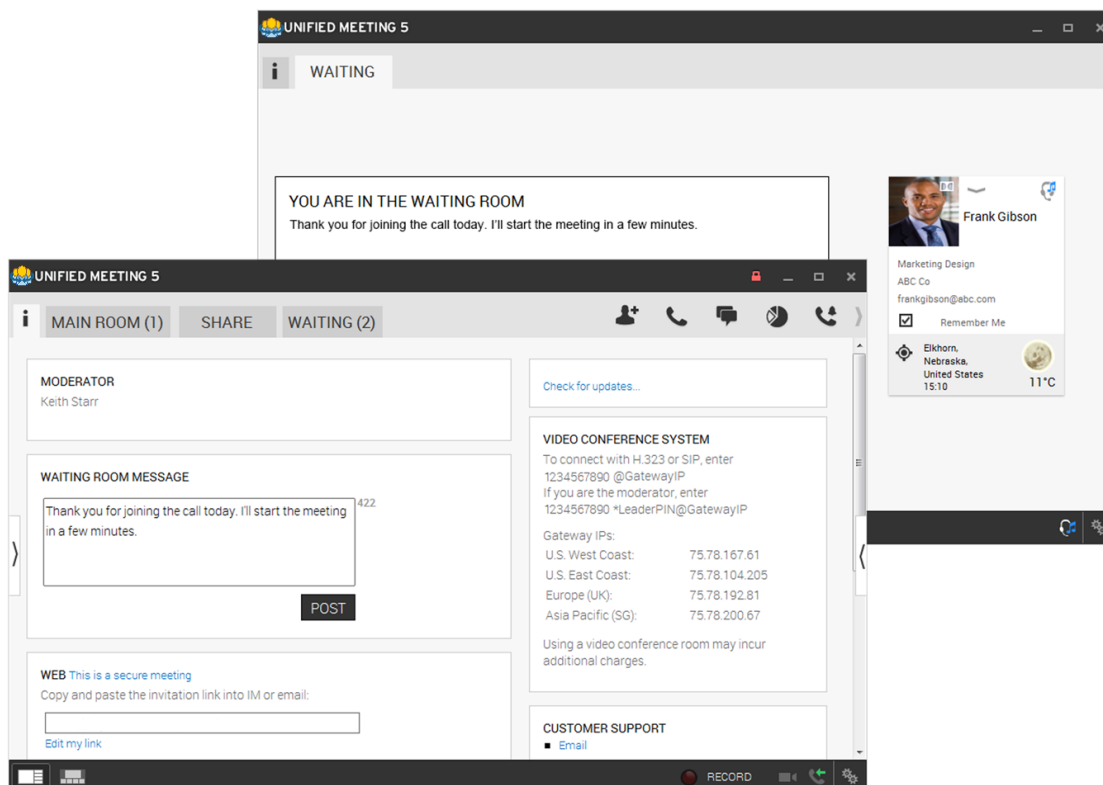 UNIFIED MEETING 5
i
WAITING
YOU ARE IN THE WAITING ROOM
Thank you for joining the call today. I'll start the meeting in a few minutes.
Frank Gibson
Marketing Design
ABC Co
frankgibson@abc.com
Remember Me
Elkhorn,
Nebraska,
United States
15:10
11°C
UNIFIED MEETING 5
i
MAIN ROOM (1)
SHARE
WAITING (2)
MODERATOR
Keith Starr
WAITING ROOM MESSAGE
Thank you for joining the call today. I'll start the meeting
in a few minutes.
422
POST
WEB This is a secure meeting
Copy and paste the invitation link into IM or email:
Edit my link
Check for updates...
VIDEO CONFERENCE SYSTEM
To connect with H.323 or SIP, enter
1234567890 @GatewayIP
If you are the moderator, enter
1234567890 *LeaderPIN@GatewayIP
Gateway IPs:
U.S. West Coast: 75.78.167.61
U.S. East Coast: 75.78.104.205
Europe (UK): 75.78.192.81
Asia Pacific (SG): 75.78.200.67
Using a video conference room may incur
additional charges.
CUSTOMER SUPPORT
Email
RECORD